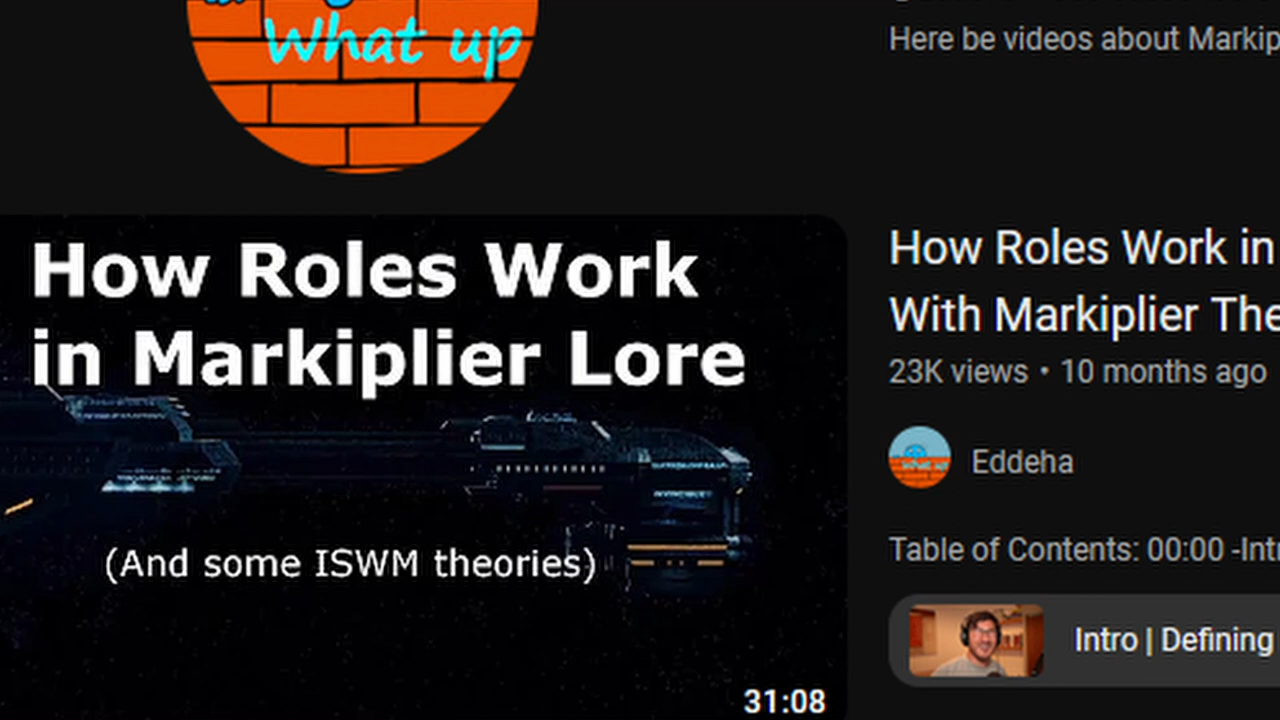 What up
Here be videos about Markip
How Roles Work
in Markiplier Lore
(And some ISWM theories)
31:08
How Roles Work in
With Markiplier The
23K views • 10 months ago
Eddeha
Table of Contents: 00:00 -Intr
Intro | Defining